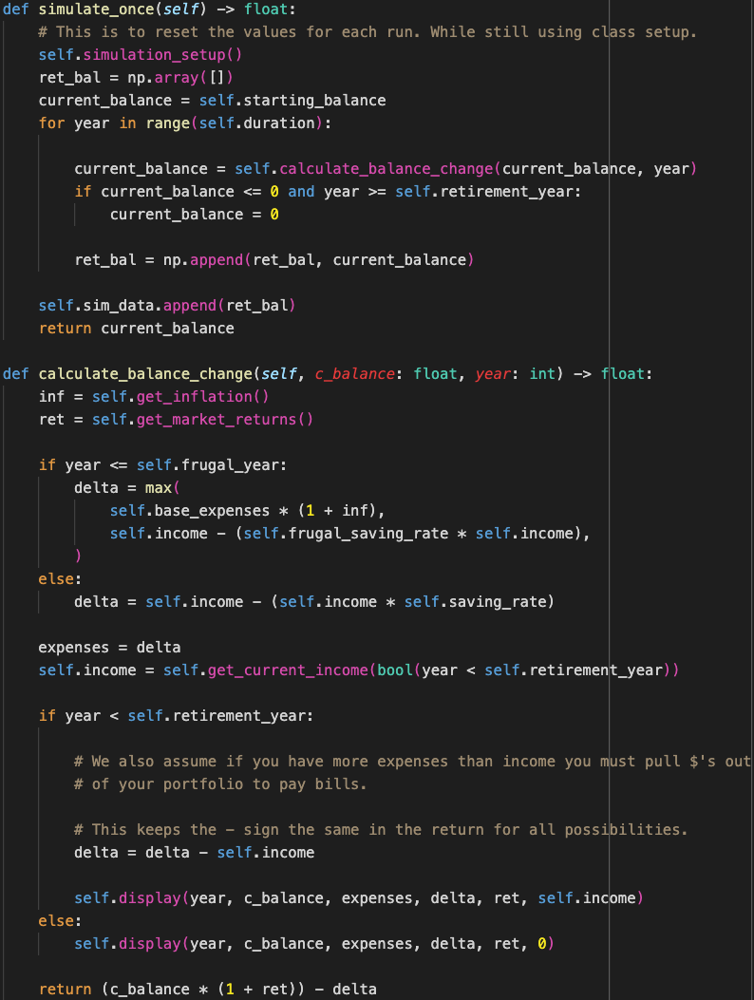 def simulate_once(self) -> float:
    # This is to reset the values for each run. While still using class setup.
    self.simulation_setup()
    ret_bal = np.array([])
    current_balance = self.starting_balance
    for year in range(self.duration):

        current_balance = self.calculate_balance_change(current_balance, year)
        if current_balance <= 0 and year >= self.retirement_year:
            current_balance = 0

        ret_bal = np.append(ret_bal, current_balance)

    self.sim_data.append(ret_bal)
    return current_balance

def calculate_balance_change(self, c_balance: float, year: int) -> float:
    inf = self.get_inflation()
    ret = self.get_market_returns()

    if year <= self.frugal_year:
        delta = max(
            self.base_expenses * (1 + inf),
            self.income - (self.frugal_saving_rate * self.income),
        )
    else:
        delta = self.income - (self.income * self.saving_rate)

    expenses = delta
    self.income = self.get_current_income(bool(year < self.retirement_year))

    if year < self.retirement_year:

        # We also assume if you have more expenses than income you must pull $'s out
        # of your portfolio to pay bills.

        # This keeps the - sign the same in the return for all possibilities.
        delta = delta - self.income

        self.display(year, c_balance, expenses, delta, ret, self.income)
    else:
        self.display(year, c_balance, expenses, delta, ret, 0)

    return (c_balance * (1 + ret)) - delta